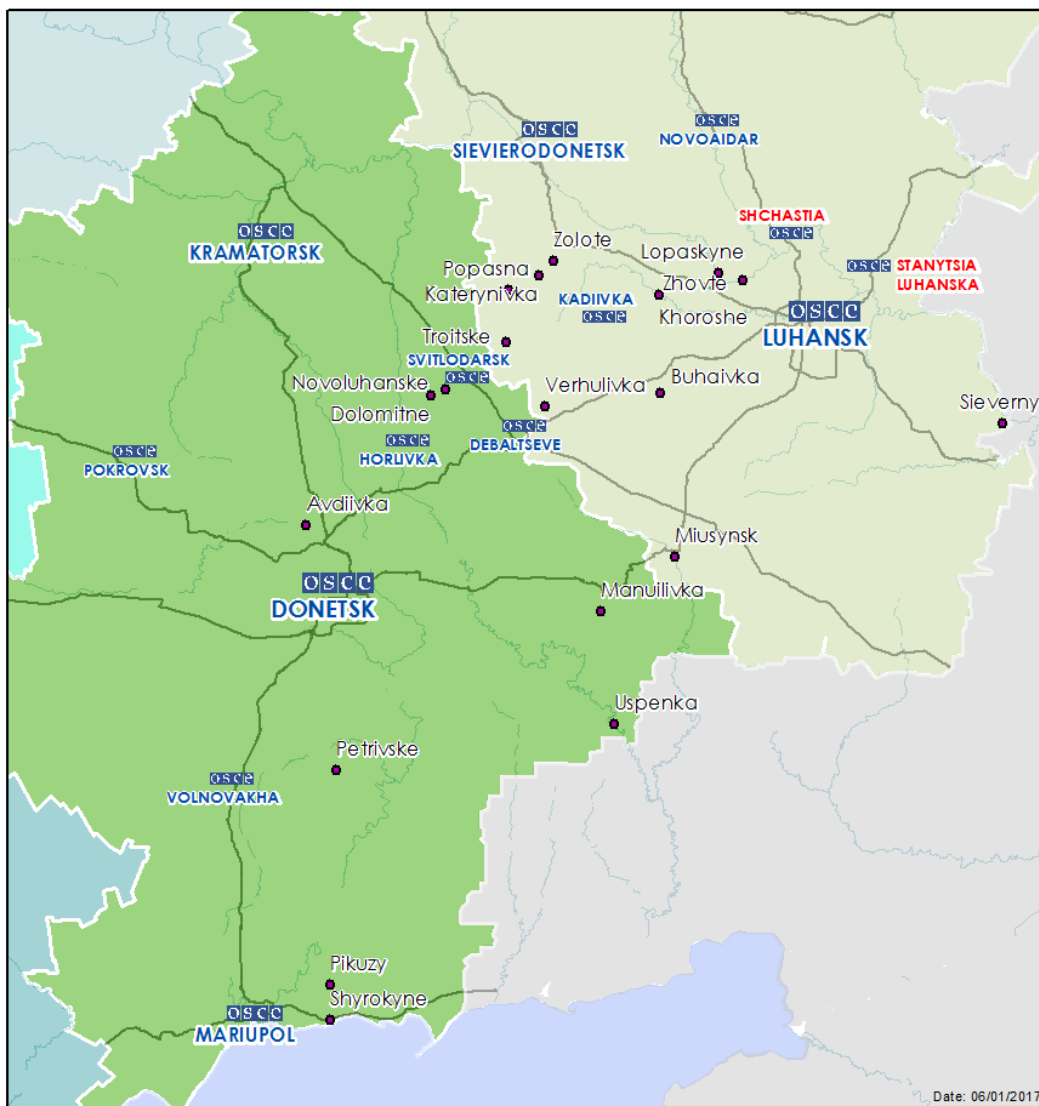 osce
NOVOAIDAR
osce
SIEVIERODONETSK
SHCHASTIA
osce
osce
KRAMATORSK
Zolote
Lopaskyne
osce
STANYTSIA
LUHANSKA
Popasna
Katerynivka
KADIIVKA
osce
Zhovte
Khoroshe
osce
LUHANSK
Troitske
SVITLODARSK
osce
Novoluhanske
Dolomitne
Verhulivka
Buhaivka
Sieverny
osce
HORLIVKA
osce
DEBALTSEVE
osce
POKROVSK
Avdiivka
Miusynsk
osce
DONETSK
Manuilivka
Uspenka
Petrivske
osce
VOLNOVAKHA
Pikuzy
Shyrokyne
osce
MARIUPOL
Date: 06/01/2017